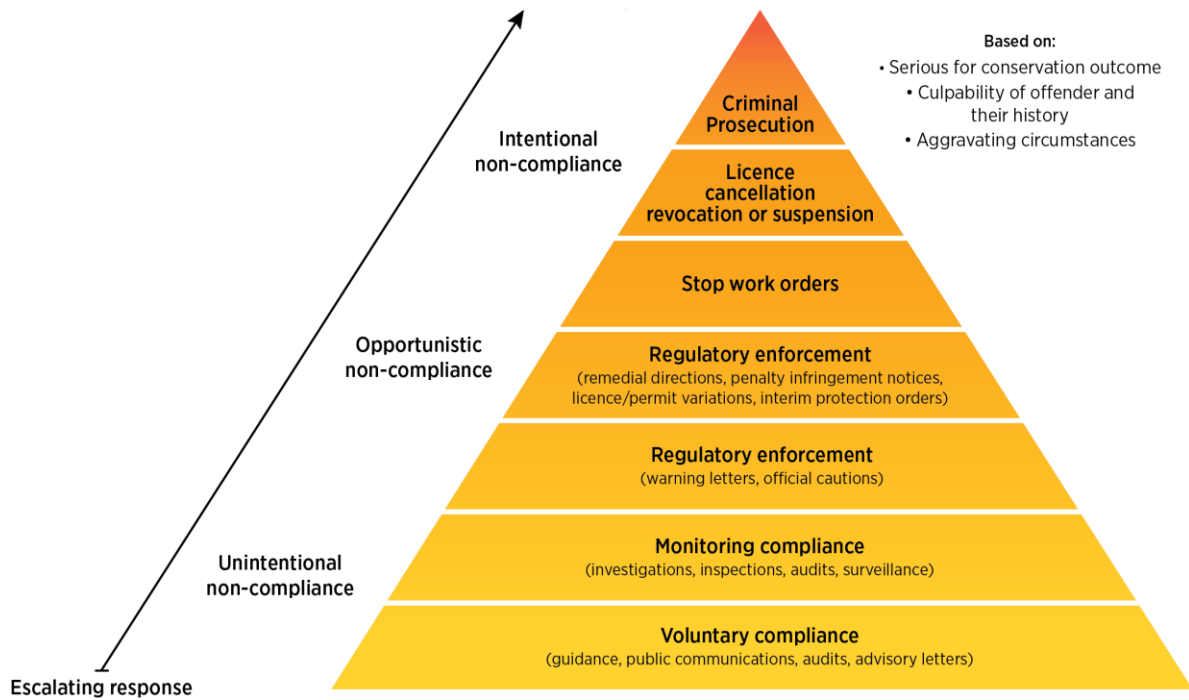 Based on:
• Serious for conservation outcome
• Culpability of offender and
their history
• Aggravating circumstances
Criminal
Prosecution
Intentional
non-compliance
Licence
cancellation
revocation or suspension
Stop work orders
Opportunistic
non-compliance
Regulatory enforcement
(remedial directions, penalty infringement notices,
licence/permit variations, interim protection orders)
Regulatory enforcement
(warning letters, official cautions)
Unintentional
non-compliance
Monitoring compliance
(investigations, inspections, audits, surveillance)
Voluntary compliance
(guidance, public communications, audits, advisory letters)
Escalating response